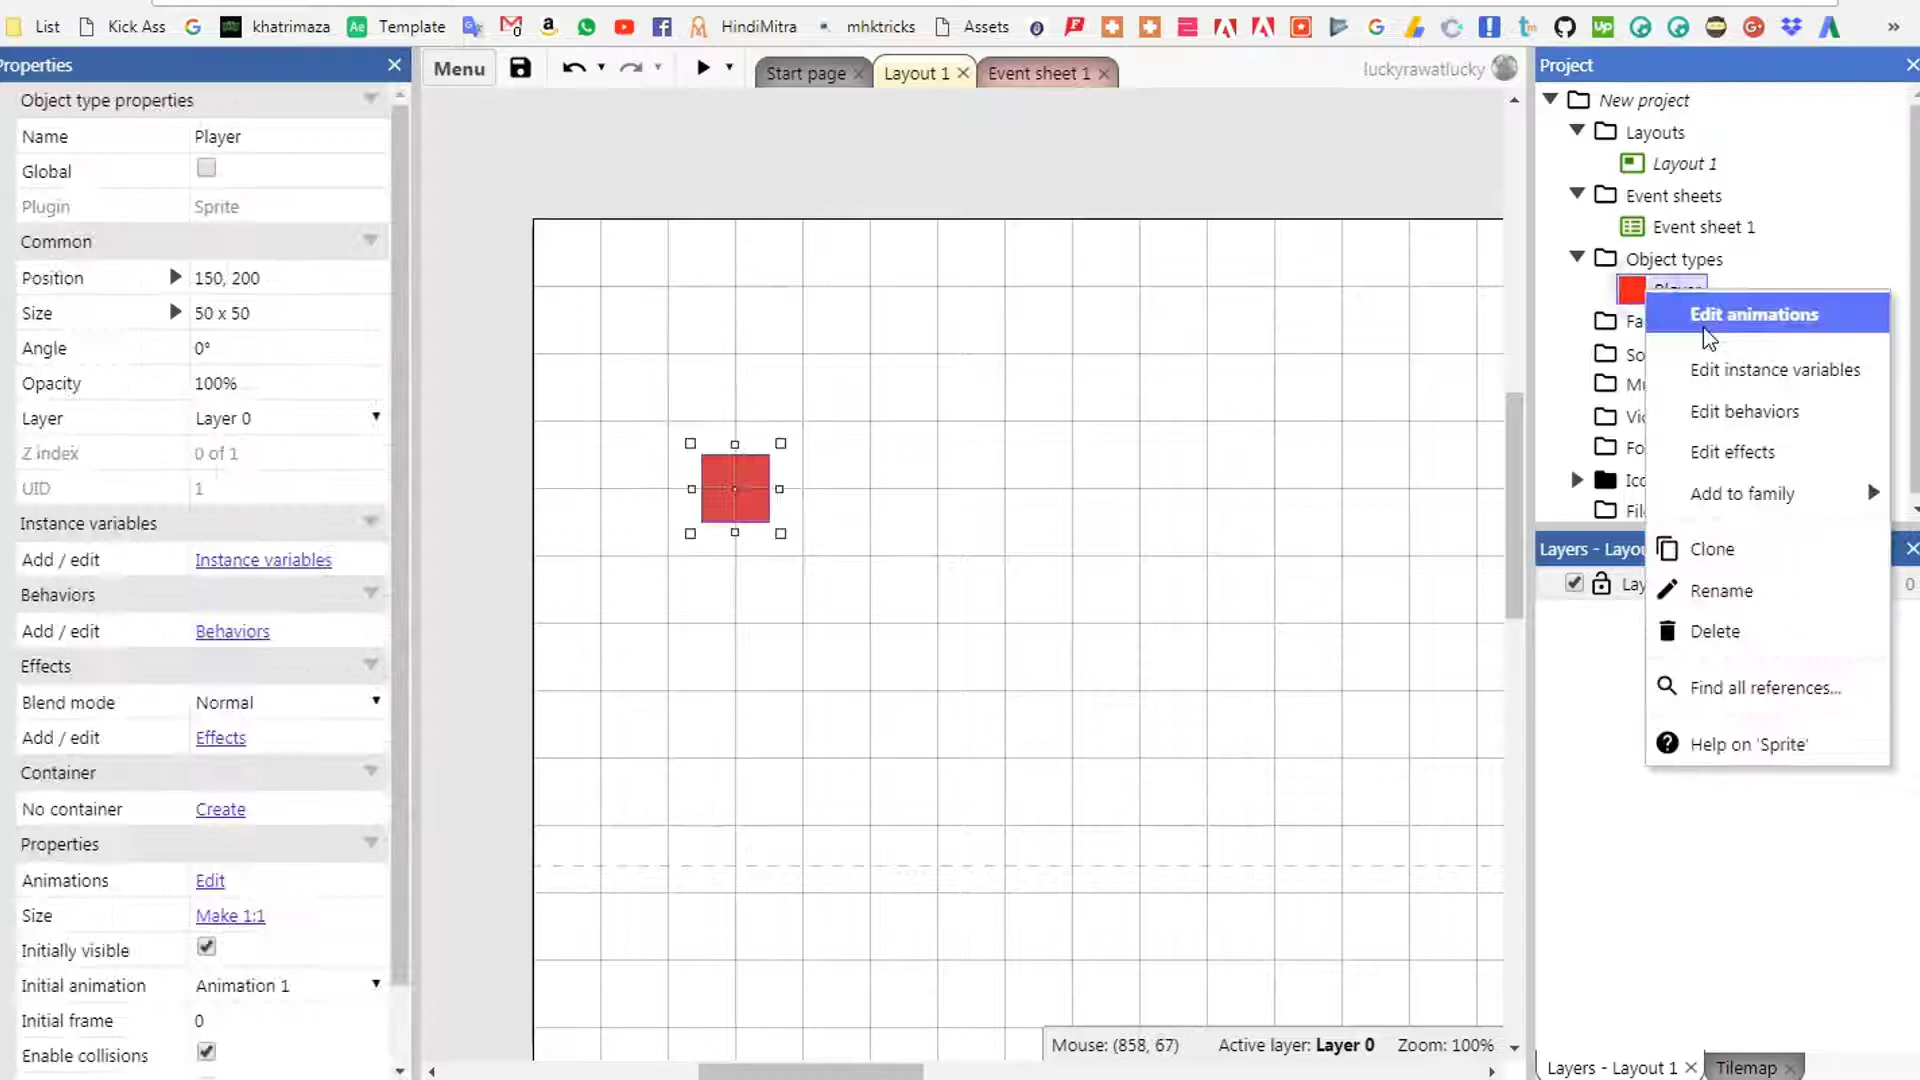 List
Kick Ass
khatrimaza
Template
HindiMitra
mhktricks
Assets
Properties
Menu
Start page
Layout 1
Event sheet 1
luckyrawatlucky
Project
Object type properties
Name
Player
Global
Plugin
Sprite
Common
Position
150, 200
Size
50 x 50
Angle
0°
Opacity
100%
Layer
Layer 0
Z index
0 of 1
UID
1
Instance variables
Add / edit
Instance variables
Behaviors
Add / edit
Behaviors
Effects
Blend mode
Normal
Add / edit
Effects
Container
No container
Create
Properties
Animations
Edit
Size
Make 1:1
Initially visible
Initial animation
Animation 1
Initial frame
0
Enable collisions
Mouse: (858, 67)
Active layer: Layer 0
Zoom: 100%
New project
Layouts
Layout 1
Event sheets
Event sheet 1
Object types
Player
Edit animations
Edit instance variables
Edit behaviors
Edit effects
Add to family
Clone
Rename
Delete
Find all references...
Help on 'Sprite'
Layers - Layou
Lay
0
Layers - Layout 1
Tilemap